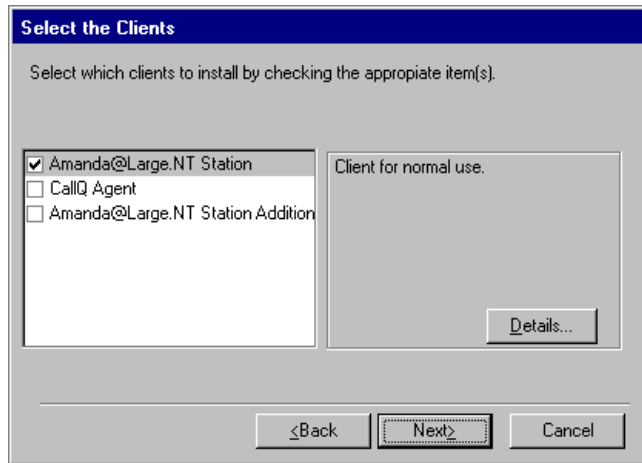 Select the Clients
Select which clients to install by checking the appropiate item(s).
Amanda@Large.NT Station
CallQ Agent
Amanda@Large.NT Station Addition
Client for normal use.
Details...
<Back
Next>
Cancel